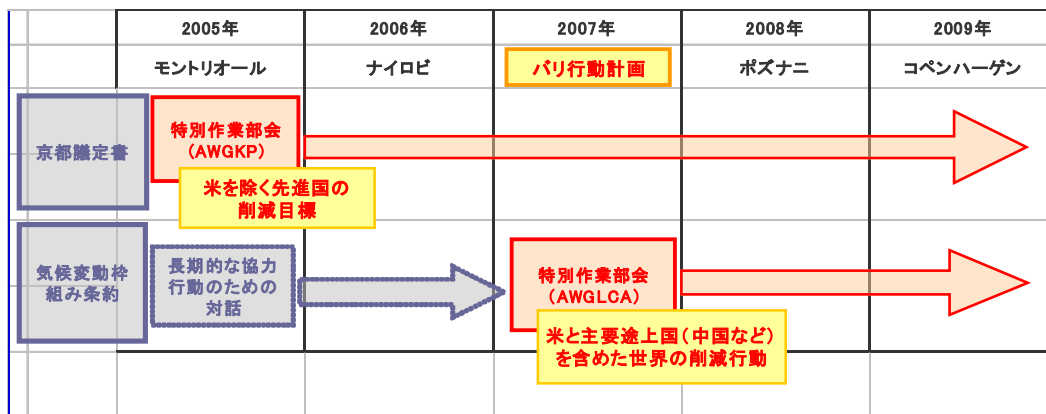 2005年
2006年
2007年
2008年
2009年
モントリオール
ナイロビ
バリ行動計画
ポズナニ
コペンハーゲン
京都議定書
特別作業部会
(AWGKP)
米を除く先進国の
削減目標
気候変動枠
組み条約
長期的な協力
行動のための
対話
特別作業部会
(AWGLCA)
米と主要途上国(中国など)
を含めた世界の削減行動